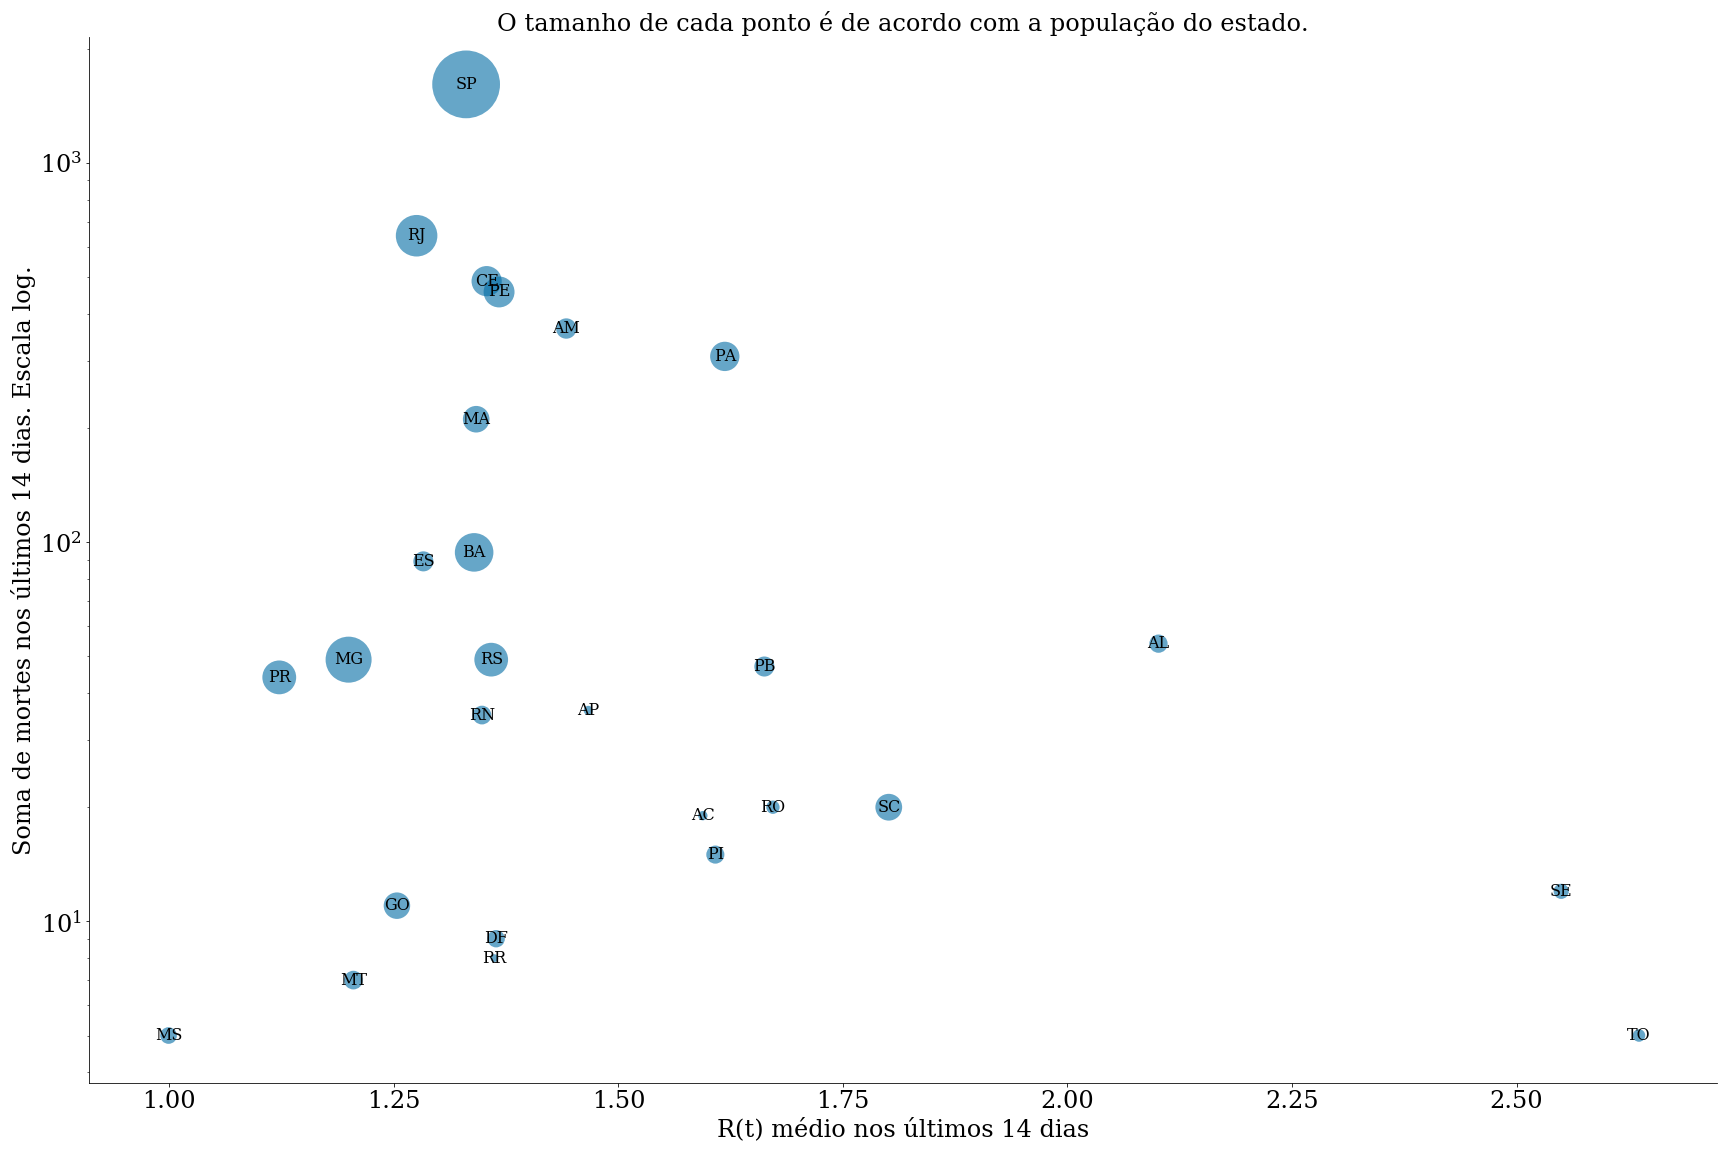 O tamanho de cada ponto é de acordo com a população do estado.
SP
10³
RJ
CE
PE
AM
PA
MA
Soma de mortes nos últimos 14 dias. Escala log.
10²
BA
ES
AL
MG
RS
PB
PR
AP
RN
RO
SC
AC
PI
SE
GO
10¹
DF
RR
MT
MS
TO
1.00 1.25 1.50 1.75 2.00 2.25 2.50
R(t) médio nos últimos 14 dias